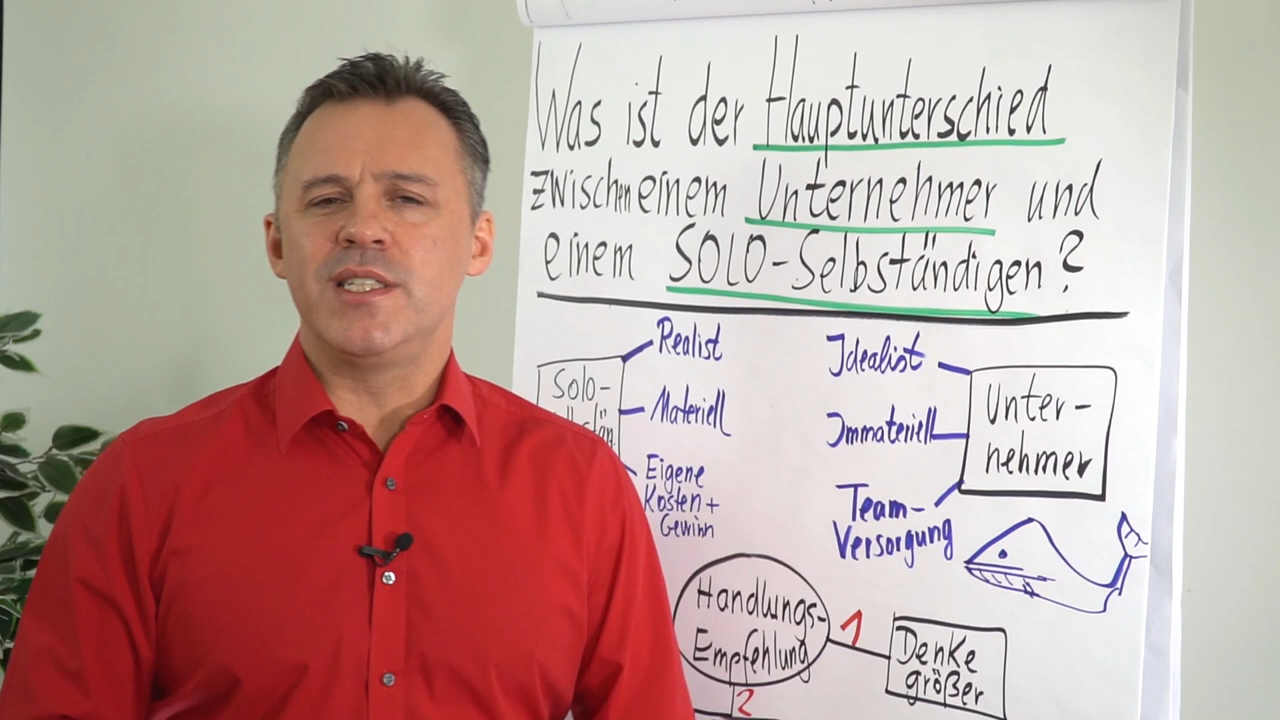 Was ist der Hauptunterschied
zwischen einem Unternehmer und
einem SOLO-Selbständigen?
Solo-
Realist
Materiell
Eigene
Kosten+
Gewinn
Idealist
Immateriell
Team-
Versorgung
Unter-
nehmer
Handlungs-
Empfehlung
1
Denke
größer
2